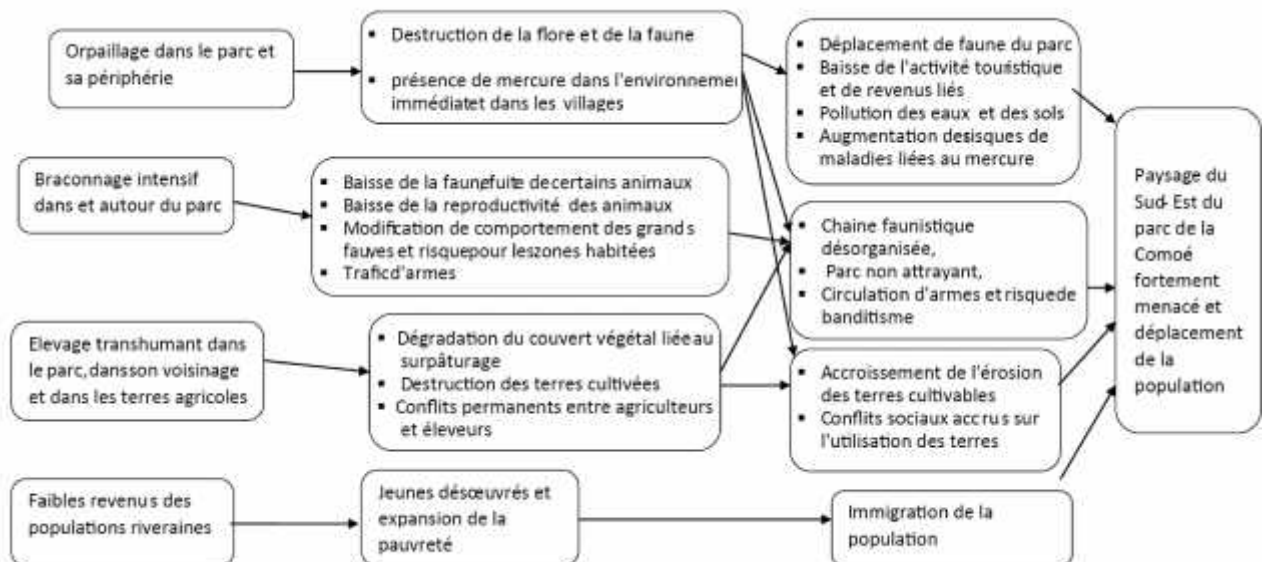 Orpaillage dans le parc et
sa périphérie
▪ Destruction de la flore et de la faune
▪ présence de mercure dans l'environnemen
immédiatet dans les villages
▪ Déplacement de faune du parc
▪ Baisse de l'activité touristique
et de revenus liés
▪ Pollution des eaux et des sols
▪ Augmentation desisques de
maladies liées au mercure
Braconnage intensif
dans et autour du parc
▪ Baisse de la faungfuite decertains animaux
▪ Baisse de la reproductivité des animaux
▪ Modification de comportement des grands
fauves et risquepour leszones habitées
▪ Traficd'armes
▪ Chaine faunistique
désorganisée,
▪ Parc non attrayant,
▪ Circulation d'armes et risquede
banditisme
Elevage transhumant dans
le parc,dansson voisinage
et dans les terres agricoles
▪ Dégradation du couvert végétal liéeau
surpâturage
▪ Destruction des terres cultivées
▪ Conflits permanents entre agriculteurs
et éleveurs
▪ Accroissement de l'érosion
des terres cultivables
▪ Conflits sociaux accrus sur
l'utilisation des terres
Faibles revenus des
populations riveraines
Jeunes désœuvrés et
expansion de la
pauvreté
Immigration de la
population
Paysage du
Sud- Est du
parc de la
Comoé
fortement
menacé et
déplacement
de la
population